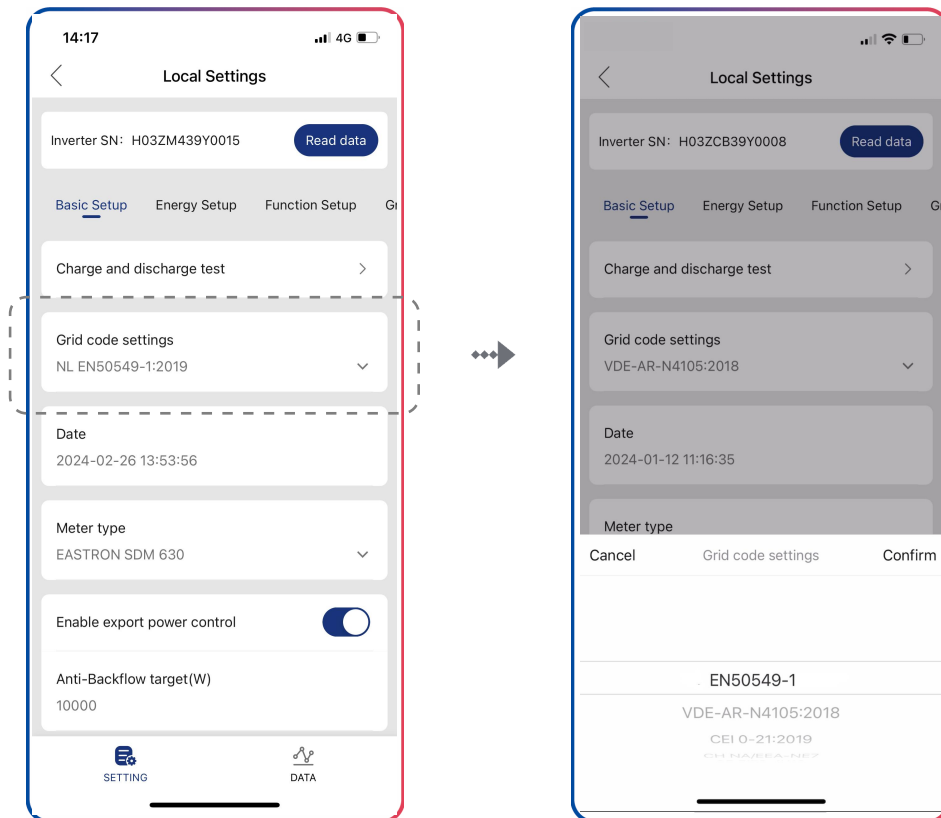 14:17
4G
Local Settings
Inverter SN: H03ZM439Y0015
Read data
Basic Setup Energy Setup Function Setup
Charge and discharge test
Grid code settings
NL EN50549-1:2019
Date
2024-02-26 13:53:56
Meter type
EASTRON SDM 630
Enable export power control
Anti-Backflow target(W)
10000
SETTING DATA
Local Settings
Inverter SN: H03ZCB39Y0008
Read data
Basic Setup Energy Setup Function Setup G
Charge and discharge test
Grid code settings
VDE-AR-N4105:2018
Date
2024-01-12 11:16:35
Meter type
Cancel Grid code settings Confirm
EN50549-1
VDE-AR-N4105:2018
CEI 0-21:2019